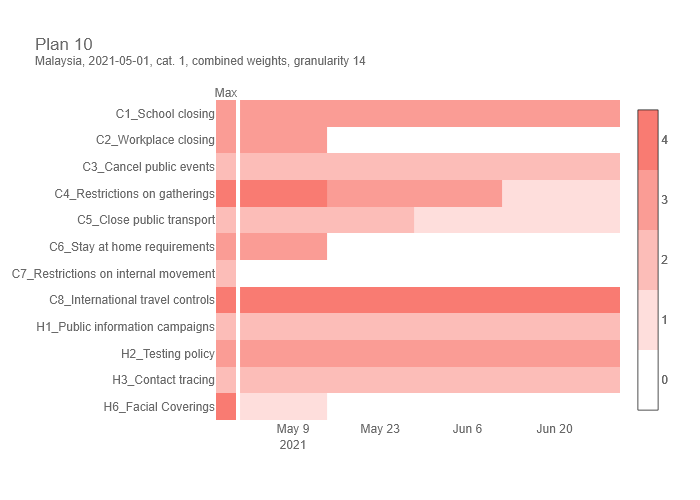 Plan 10
Malaysia, 2021-05-01, cat. 1, combined weights, granularity 14
Max
C1_School closing
C2_Workplace closing
C3_Cancel public events
C4_Restrictions on gatherings
C5_Close public transport
C6_Stay at home requirements
C7_Restrictions on internal movement
C8_International travel controls
H1_Public information campaigns
H2_Testing policy
H3_Contact tracing
H6_Facial Coverings
May 9 May 23 Jun 6 Jun 20
2021
4
3
2
1
0